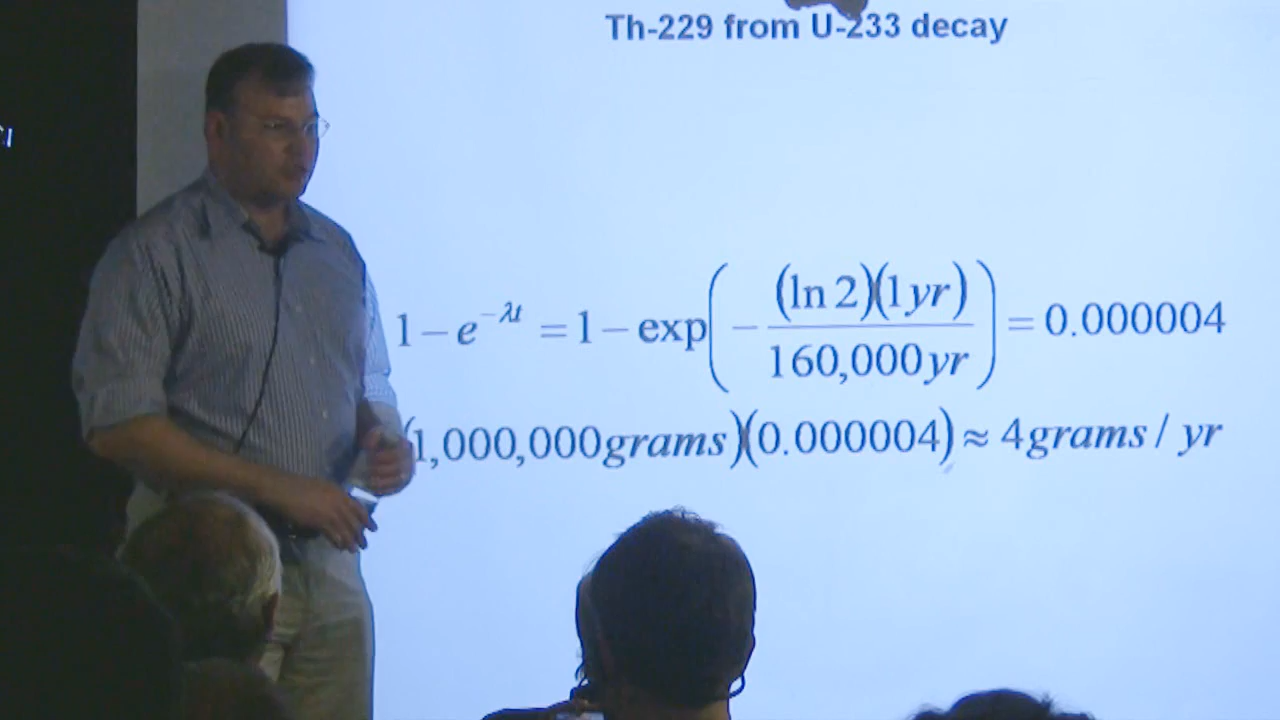 Th-229 from U-233 decay
1 − e^{−λt} = 1 − exp(− (ln 2)(1 yr) / 160,000 yr) = 0.000004
(1,000,000 grams)(0.000004) ≈ 4 grams / yr